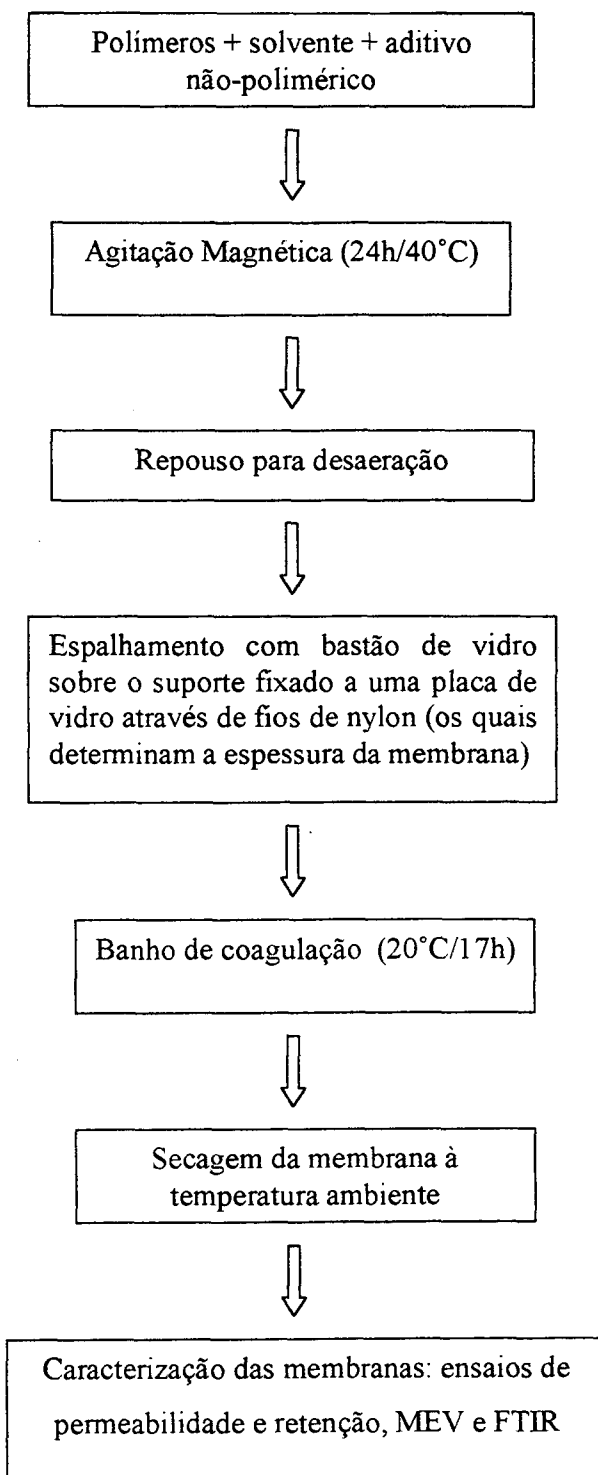 Polímeros + solvente + aditivo
não-polimérico
Agitação Magnética (24h/40°C)
Repouso para desaeração
Espalhamento com bastão de vidro
sobre o suporte fixado a uma placa de
vidro através de fios de nylon (os quais
determinam a espessura da membrana)
Banho de coagulação (20°C/17h)
Secagem da membrana à
temperatura ambiente
Caracterização das membranas: ensaios de
permeabilidade e retenção, MEV e FTIR